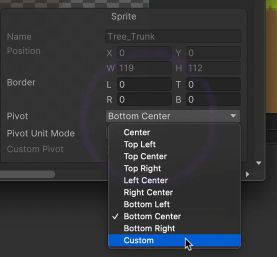 Sprite
Name Tree_Trunk
Position X 0 Y 0
W 119 H 112
Border L 0 T 0
R 0 B 0
Pivot Bottom Center
Pivot Unit Mode
Custom Pivot
Center
Top Left
Top Center
Top Right
Left Center
Right Center
Bottom Left
✓ Bottom Center
Bottom Right
Custom